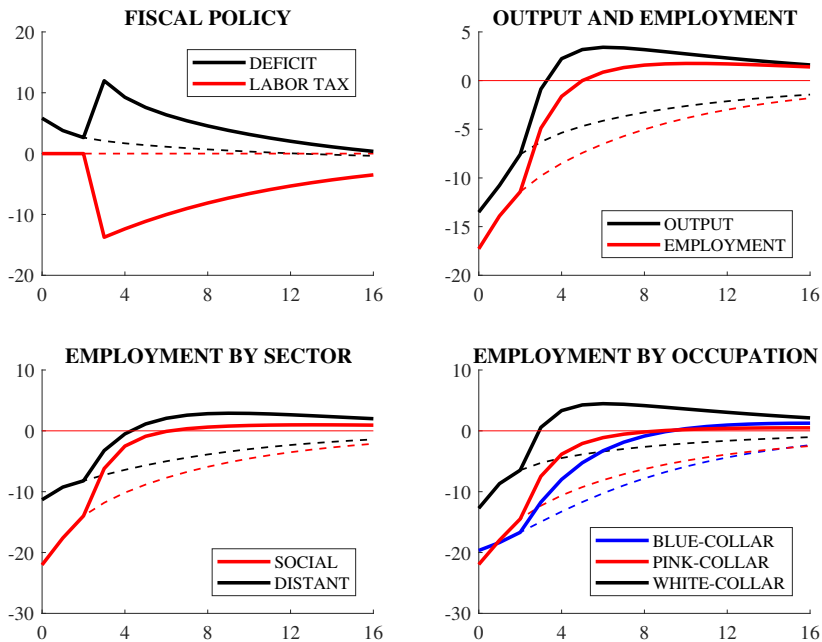 FISCAL POLICY
20
10
0
-10
-20
0 4 8 12 16
DEFICIT
LABOR TAX
OUTPUT AND EMPLOYMENT
5
0
-5
-10
-15
-20
0 4 8 12 16
OUTPUT
EMPLOYMENT
EMPLOYMENT BY SECTOR
10
0
-10
-20
-30
0 4 8 12 16
SOCIAL
DISTANT
EMPLOYMENT BY OCCUPATION
10
0
-10
-20
-30
0 4 8 12 16
BLUE-COLLAR
PINK-COLLAR
WHITE-COLLAR